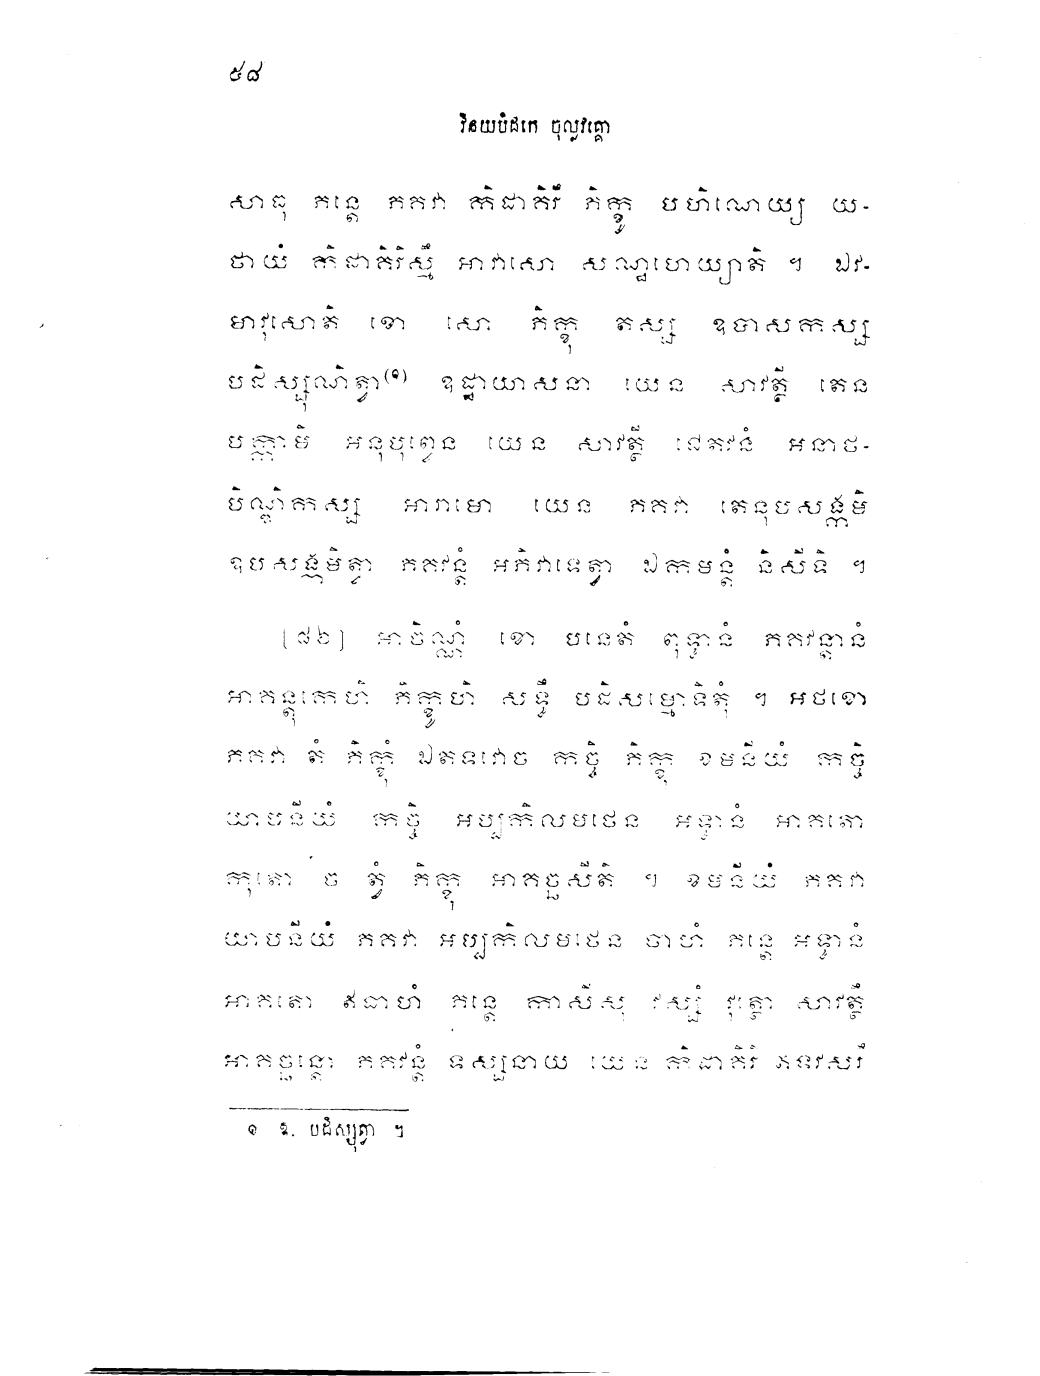 ៥៨
វិនយបិដកេ ចុល្លវគ្គោ
សាធុ ភន្តេ ភគវា កិដាគិរឹ ភិក្ខូ បហិណេយ្យ យ-
ថាយំ កិដាគិរិស្មឹ អាវាសោ សណ្ឋហេយ្យាតិ ។ ឯវ-
មាវុសោតិ ខោ សោ ភិក្ខុ តស្ស ឧបាសកស្ស
បដិស្សុណិត្វា(១) ឧដ្ឋាយាសនា យេន សាវត្ថី តេន
បក្កាមិ អនុបុព្វេន យេន សាវត្ថី ជេតវនំ អនាថ-
បិណ្ឌិកស្ស អារាមោ យេន ភគវា តេនុបសង្កមិ
ឧបសង្កមិត្វា ភគវន្តំ អភិវាទេត្វា ឯកមន្តំ និសីទិ ។
[៨៦] អាចិណ្ណំ ខោ បនេតំ ពុទ្ធានំ ភគវន្តានំ
អាគន្តុកេហិ ភិក្ខូហិ សទ្ធឹ បដិសម្មោទិតុំ ។ អថខោ
ភគវា តំ ភិក្ខុំ ឯតទវោច កច្ចិ ភិក្ខុ ខមនីយំ កច្ចិ
យាបនីយំ កច្ចិ អប្បកិលមថេន អទ្ធានំ អាគតោ
កុតោ ច ត្វំ ភិក្ខុ អាគច្ឆសីតិ ។ ខមនីយំ ភគវា
យាបនីយំ ភគវា អប្បកិលមថេន ចាហំ ភន្តេ អទ្ធានំ
អាគតោ ឥធាហំ ភន្តេ កាសីសុ វស្សំ វុត្ថោ សាវត្ថឹ
អាគច្ឆន្តោ ភគវន្តំ ទស្សនាយ យេន កិដាគិរិ តទវសរឹ
១ ឱ. បដិស្សុត្វា ។